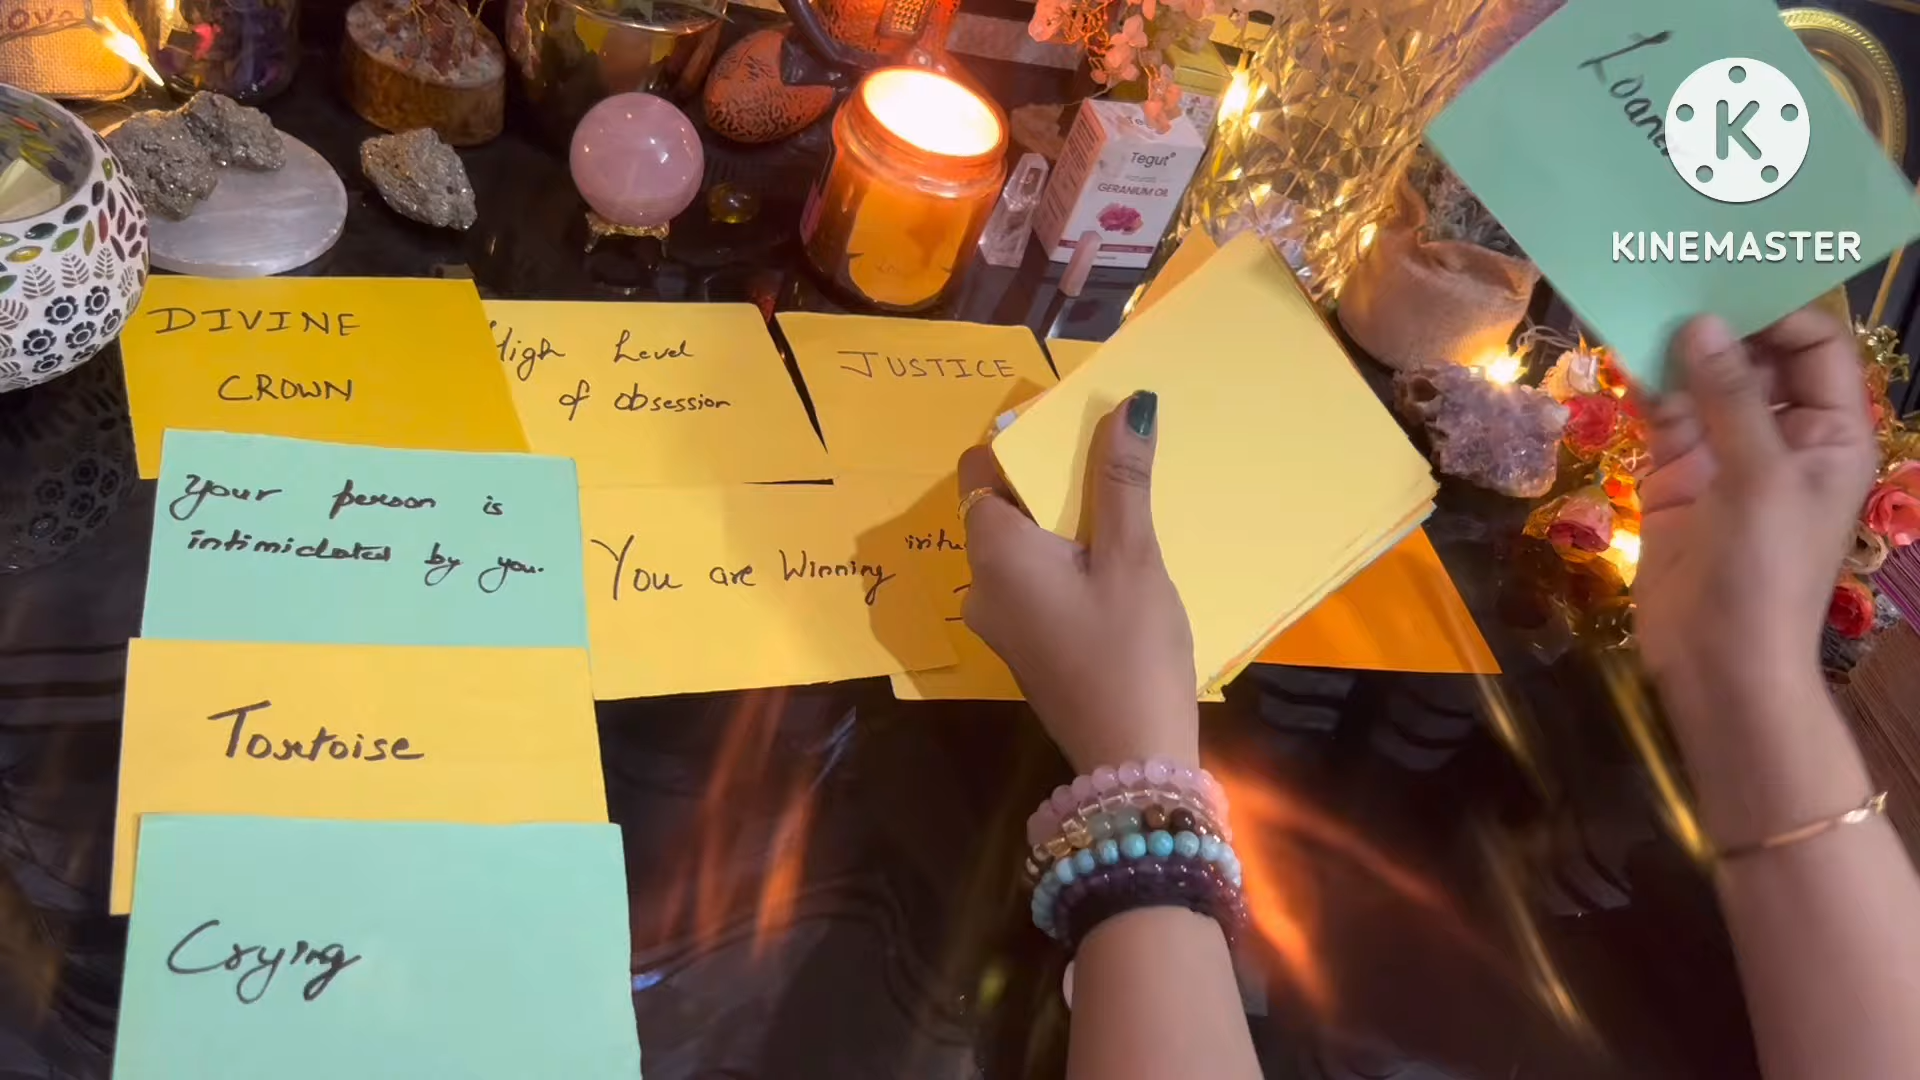 DIVINE
CROWN
High Level
of obsession
JUSTICE
Your person is
intimidated by you.
You are Winning
Tortoise
Crying
Tegut
GERANIUM OIL
K
KINEMASTER